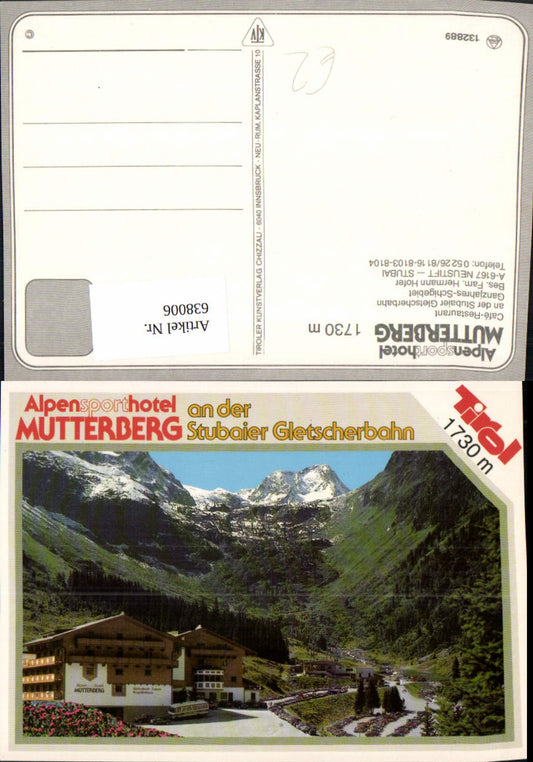 ©
KJV
132889
TIROLER KUNSTVERLAG CHIZZALI · 6040 INNSBRUCK - NEU - RUM, KAPLANSTRASSE 10
Alpensporthotel
MUTTERBERG 1730 m
Café-Restaurant
an der Stubaier Gletscherbahn
Ganzjahres-Schigebiet
Bes. Fam. Hermann Hofer
A-6167 NEUSTIFT — STUBAI
Telefon: 0 52 26/81 16-8103-8104
Artikel Nr.
638006
Alpensporthotel an der
MUTTERBERG Stubaier Gletscherbahn
Tirol
1730 m
MUTTERBERG